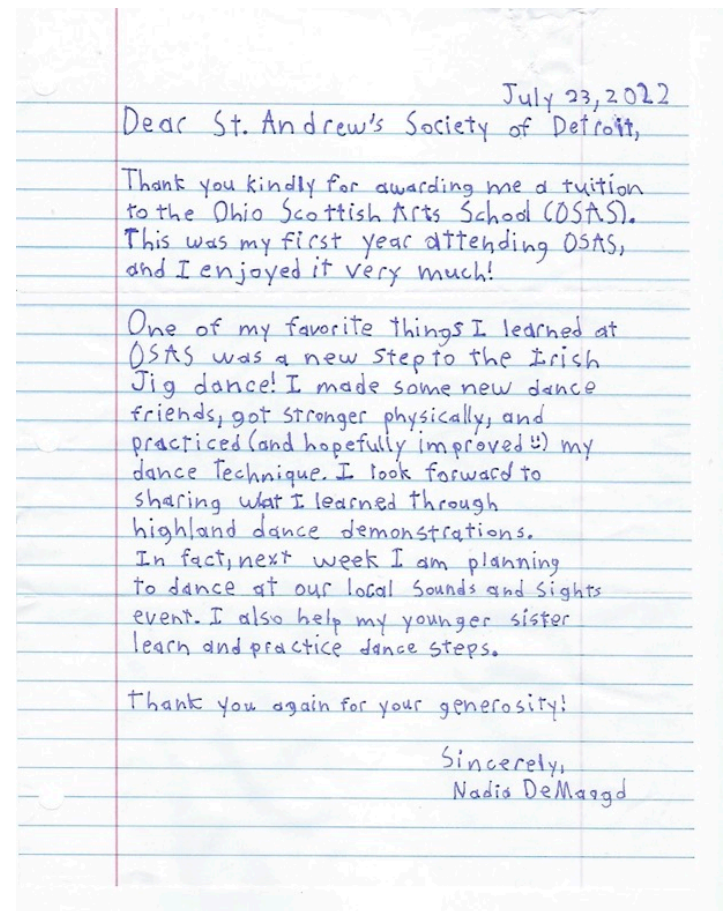 July 23, 2022
Dear St. Andrew's Society of Detroit,
Thank you kindly for awarding me a tuition
to the Ohio Scottish Arts School (OSAS).
This was my first year attending OSAS,
and I enjoyed it very much!
One of my favorite things I learned at
OSAS was a new step to the Irish
Jig dance! I made some new dance
friends, got stronger physically, and
practiced (and hopefully improved ☺) my
dance technique. I look forward to
sharing what I learned through
highland dance demonstrations.
In fact, next week I am planning
to dance at our local Sounds and Sights
event. I also help my younger sister
learn and practice dance steps.
Thank you again for your generosity!
Sincerely,
Nadia DeMaagd